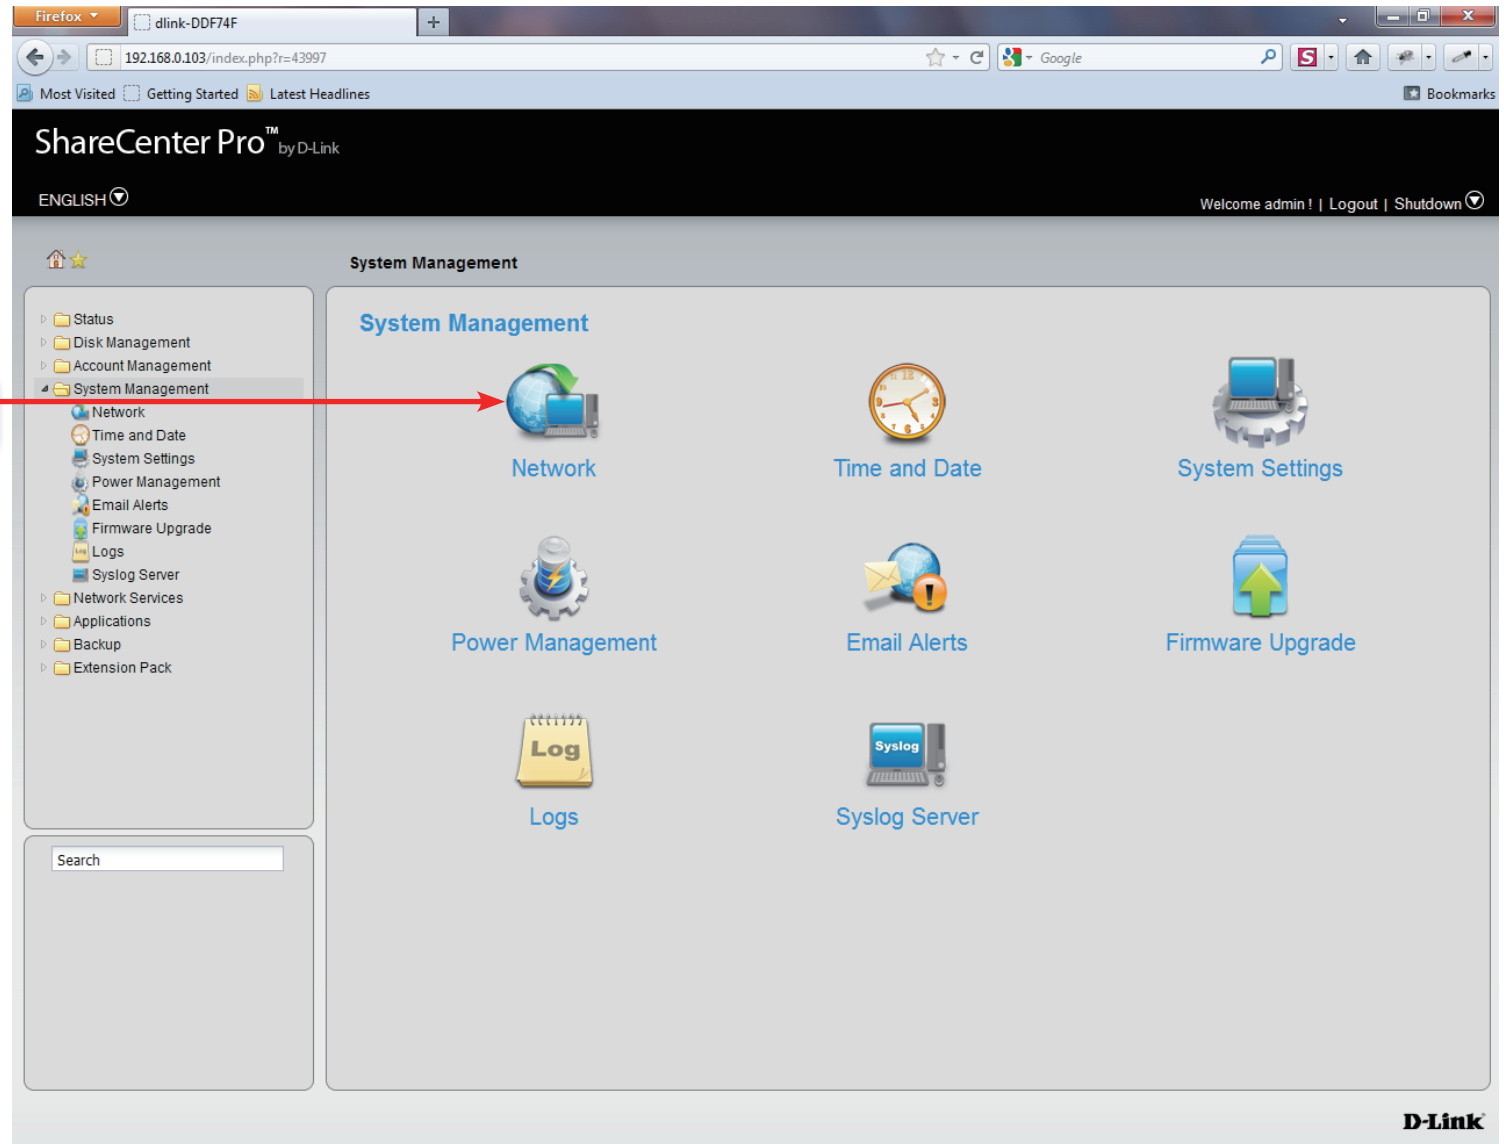 Firefox
dlink-DDF74F
192.168.0.103/index.php?r=43997
Google
S
Most Visited
Getting Started
Latest Headlines
Bookmarks
ShareCenter Pro™ by D-Link
ENGLISH
Welcome admin ! | Logout | Shutdown
System Management
Status
Disk Management
Account Management
System Management
Network
Time and Date
System Settings
Power Management
Email Alerts
Firmware Upgrade
Logs
Syslog Server
Network Services
Applications
Backup
Extension Pack
Search
System Management
12
3
6
9
Network
Time and Date
System Settings
Power Management
Email Alerts
Firmware Upgrade
Log
Syslog
Logs
Syslog Server
D-Link